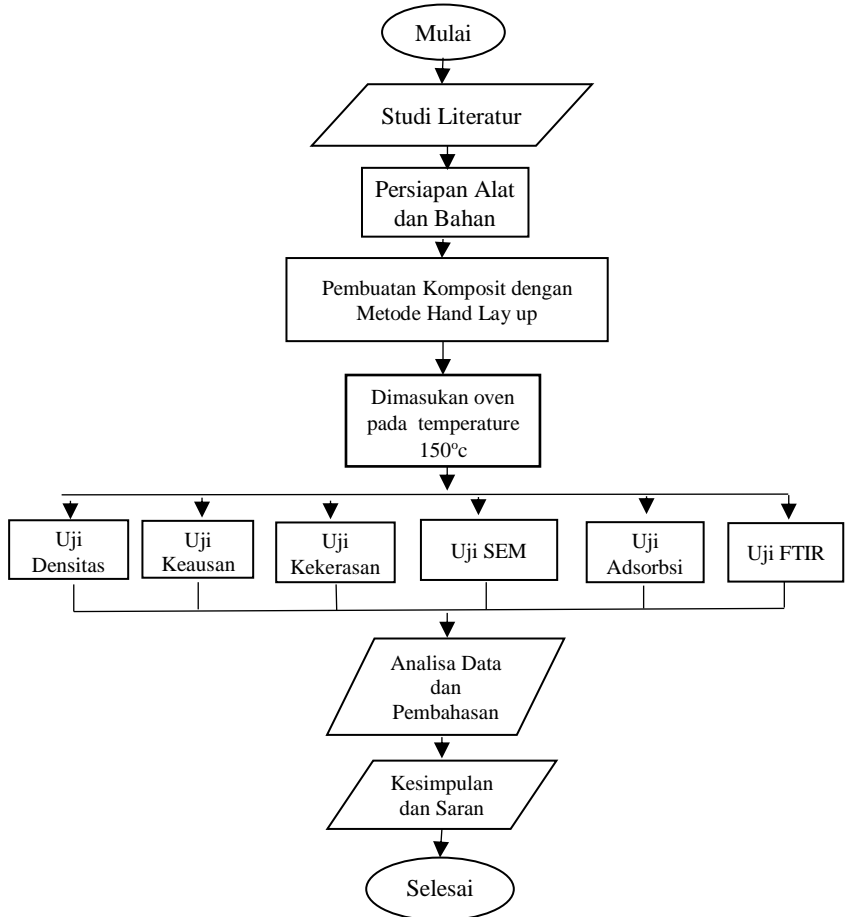 Mulai
Studi Literatur
Persiapan Alat
dan Bahan
Pembuatan Komposit dengan
Metode Hand Lay up
Dimasukan oven
pada temperature
150°c
Uji
Densitas
Uji
Keausan
Uji
Kekerasan
Uji SEM
Uji
Adsorbsi
Uji FTIR
Analisa Data
dan
Pembahasan
Kesimpulan
dan Saran
Selesai